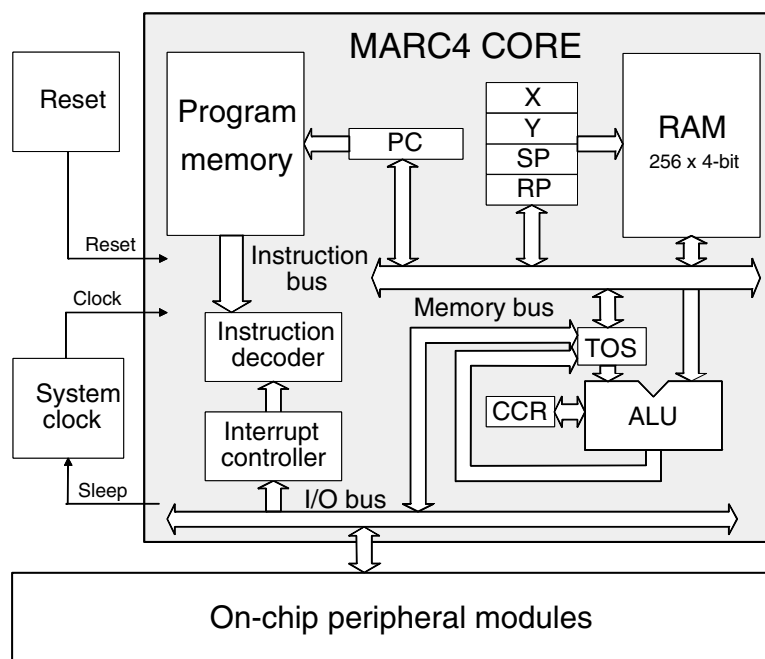 MARC4 CORE
Reset
Program
memory
PC
X
Y
SP
RP
RAM
256 x 4-bit
Reset
Instruction
bus
Clock
Memory bus
Instruction
decoder
TOS
System
clock
CCR
ALU
Interrupt
controller
Sleep
I/O bus
On-chip peripheral modules